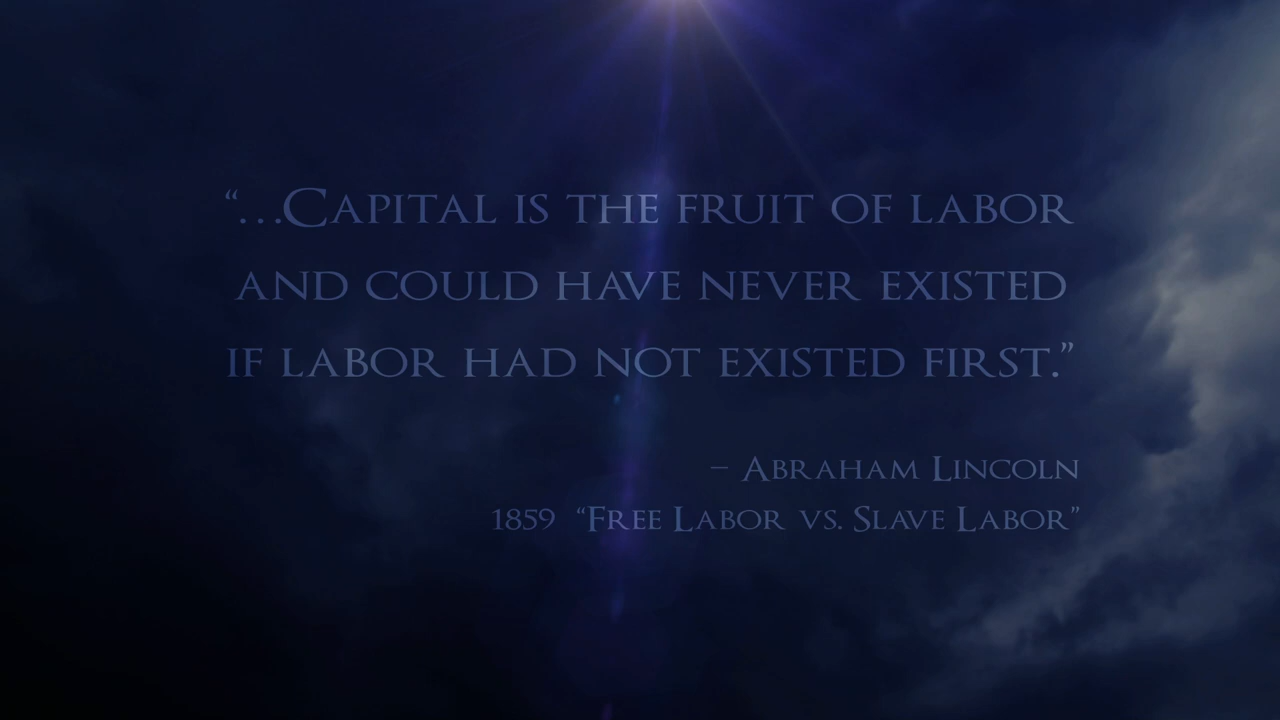 “...Capital is the fruit of labor
and could have never existed
if labor had not existed first.”
– Abraham Lincoln
1859 “Free Labor vs. Slave Labor”